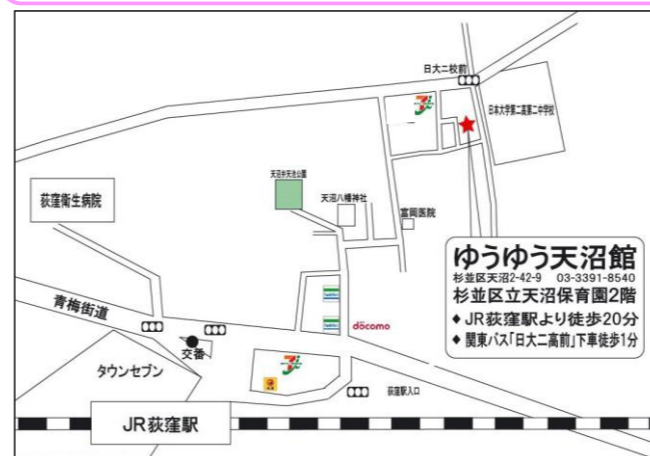 日大二校前
日本大学第二高第二中学校
天沼弁天池公園
荻窪衛生病院
天沼八幡神社
富岡医院
ゆうゆう天沼館
杉並区天沼2-42-9 03-3391-8540
杉並区立天沼保育園2階
◆ JR荻窪駅より徒歩20分
◆ 関東バス「日大二高前」下車徒歩1分
青梅街道
döcomo
交番
タウンセブン
荻窪駅入口
JR荻窪駅